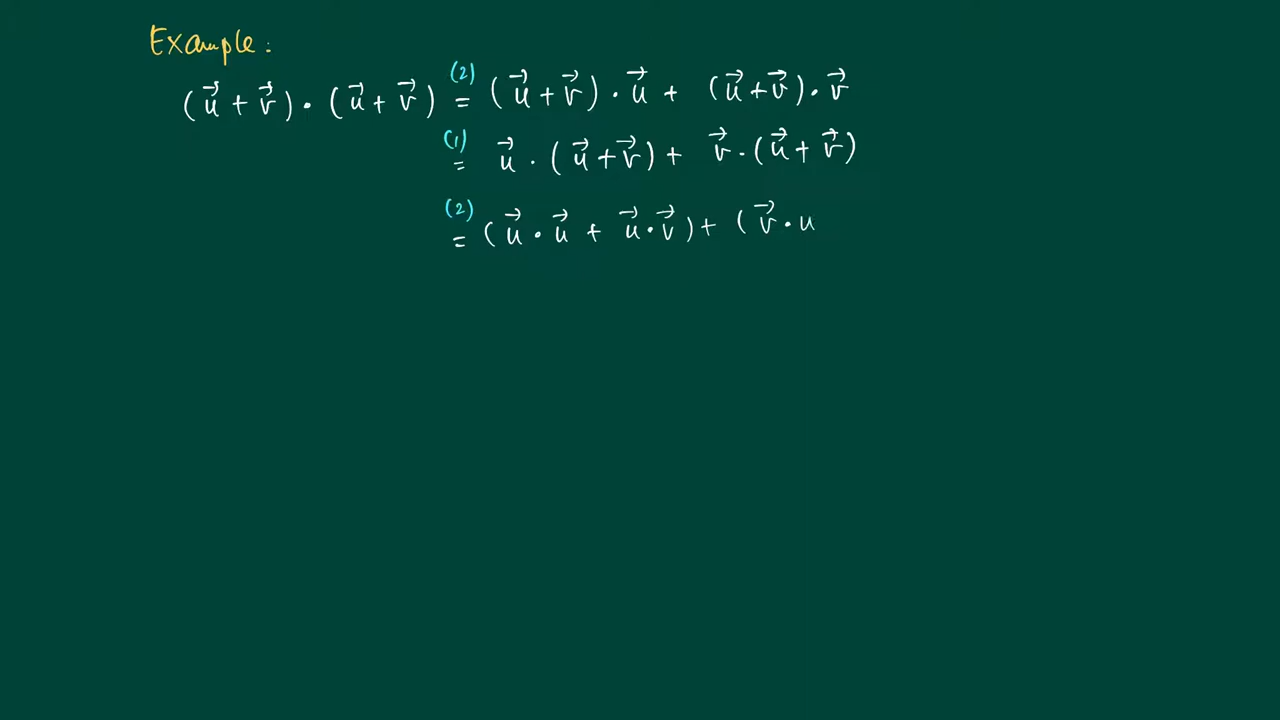 Example:
(u⃗ + v⃗) • (u⃗ + v⃗) (2)= (u⃗ + v⃗) • u⃗ + (u⃗ + v⃗) • v⃗
(1)= u⃗ • (u⃗ + v⃗) + v⃗ • (u⃗ + v⃗)
(2)= (u⃗ • u⃗ + u⃗ • v⃗) + (v⃗ • u